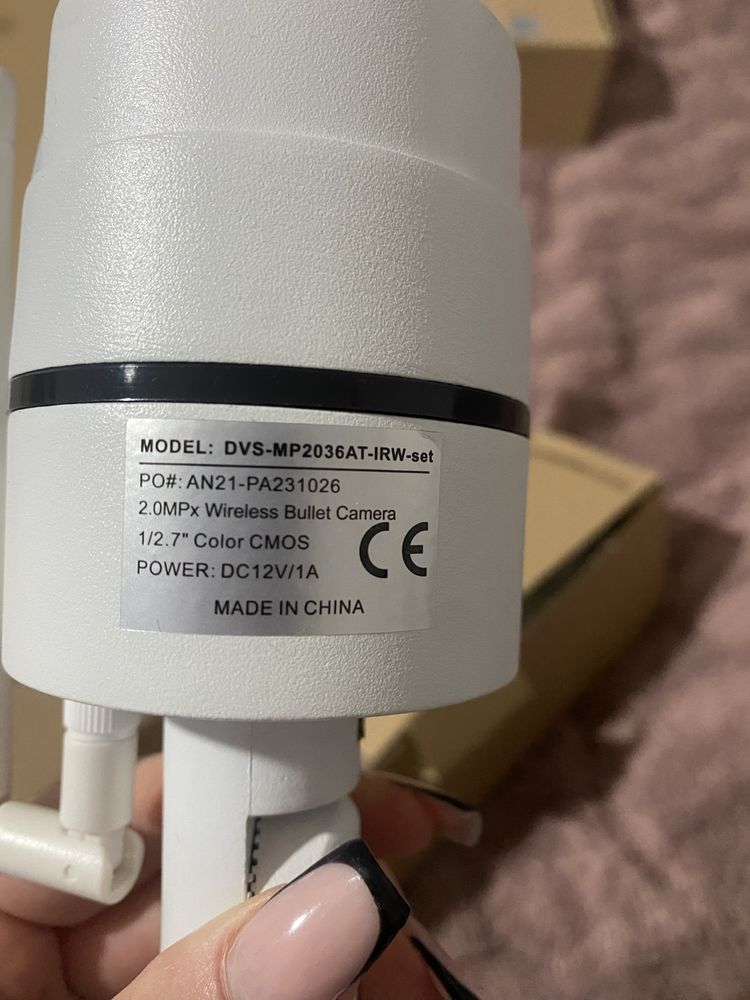 MODEL: DVS-MP2036AT-IRW-set
PO#: AN21-PA231026
2.0MPx Wireless Bullet Camera
1/2.7" Color CMOS
POWER: DC12V/1A
CE
MADE IN CHINA